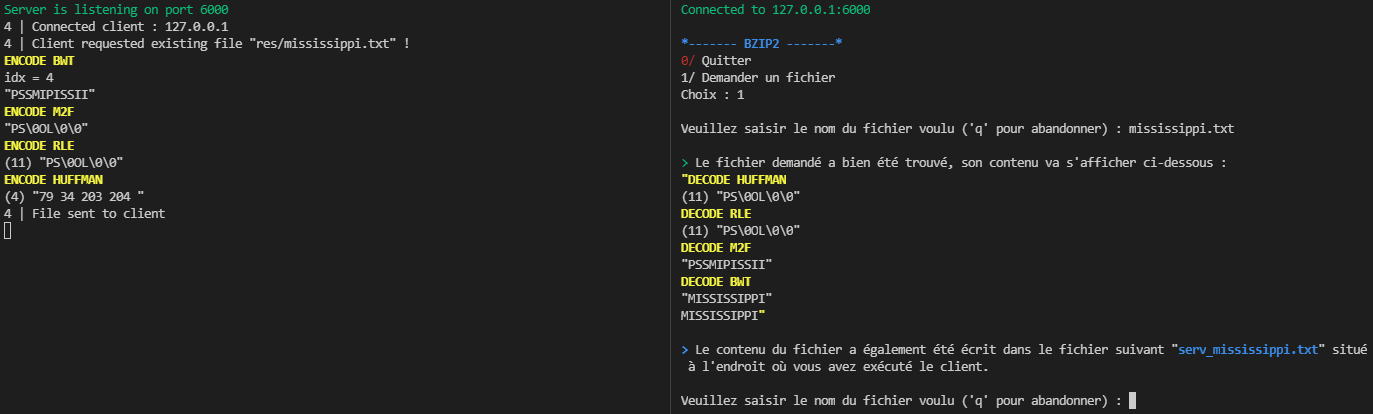 Server is listening on port 6000
4 | Connected client : 127.0.0.1
4 | Client requested existing file "res/mississippi.txt" !
ENCODE BWT
idx = 4
"PSSMIPISSII"
ENCODE M2F
"PS\0OL\0\0"
ENCODE RLE
(11) "PS\0OL\0\0"
ENCODE HUFFMAN
(4) "79 34 203 204 "
4 | File sent to client
Connected to 127.0.0.1:6000
*------- BZIP2 -------*
0/ Quitter
1/ Demander un fichier
Choix : 1
Veuillez saisir le nom du fichier voulu ('q' pour abandonner) : mississippi.txt
> Le fichier demandé a bien été trouvé, son contenu va s'afficher ci-dessous :
"DECODE HUFFMAN
(11) "PS\0OL\0\0"
DECODE RLE
(11) "PS\0OL\0\0"
DECODE M2F
"PSSMIPISSII"
DECODE BWT
"MISSISSIPPI"
MISSISSIPPI"
> Le contenu du fichier a également été écrit dans le fichier suivant "serv_mississippi.txt" situé
à l'endroit où vous avez exécuté le client.
Veuillez saisir le nom du fichier voulu ('q' pour abandonner) :